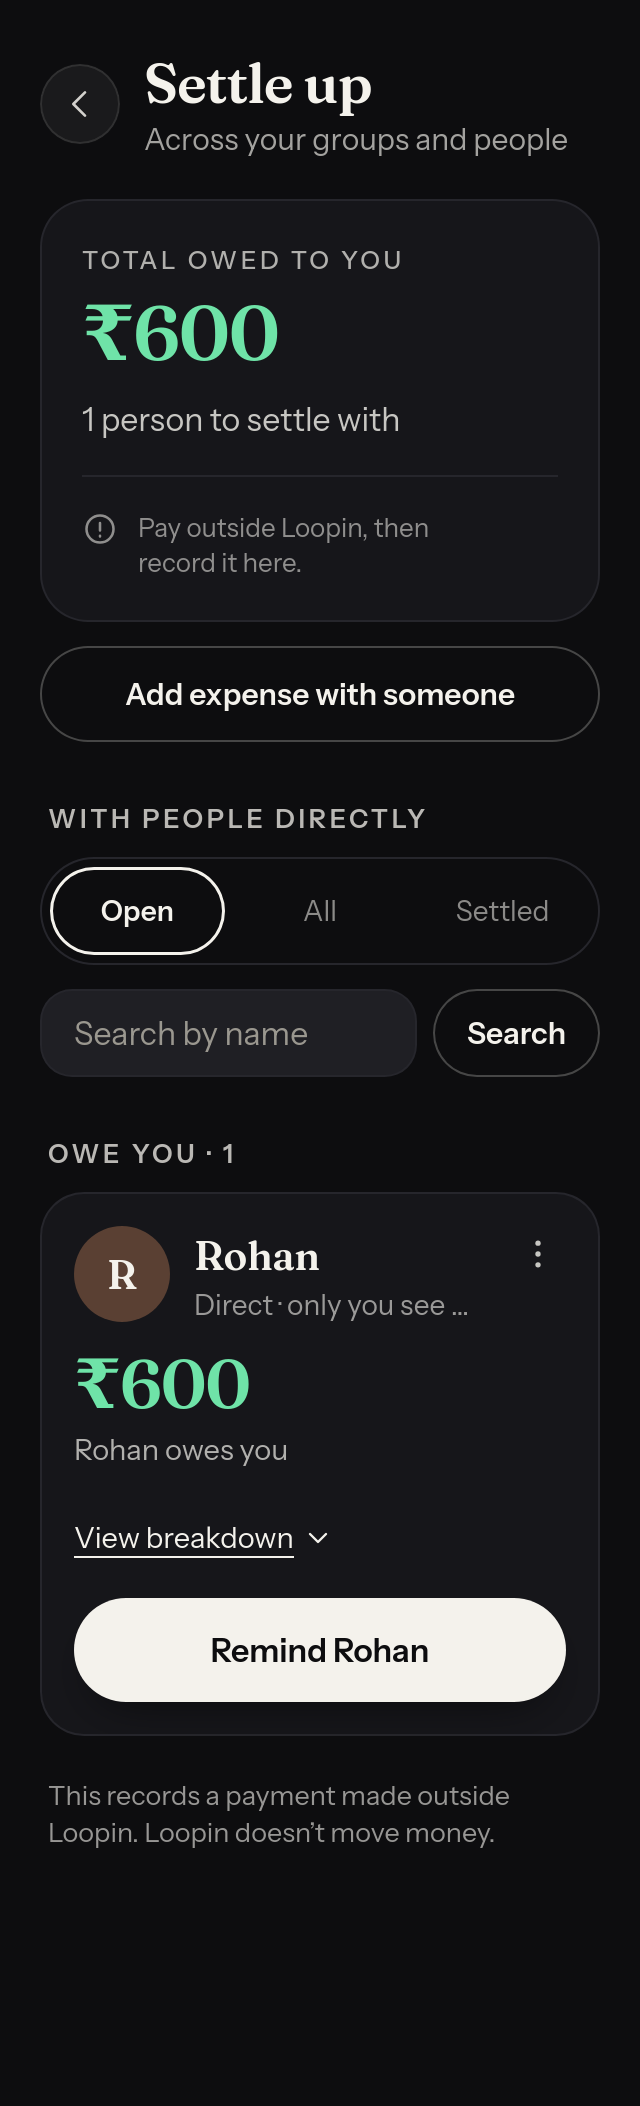 Settle up
Across your groups and people
TOTAL OWED TO YOU
₹600
1 person to settle with
Pay outside Loopin, then
record it here.
Add expense with someone
WITH PEOPLE DIRECTLY
Open All Settled
Search by name Search
OWE YOU · 1
R Rohan
Direct · only you see ...
₹600
Rohan owes you
View breakdown
Remind Rohan
This records a payment made outside
Loopin. Loopin doesn’t move money.